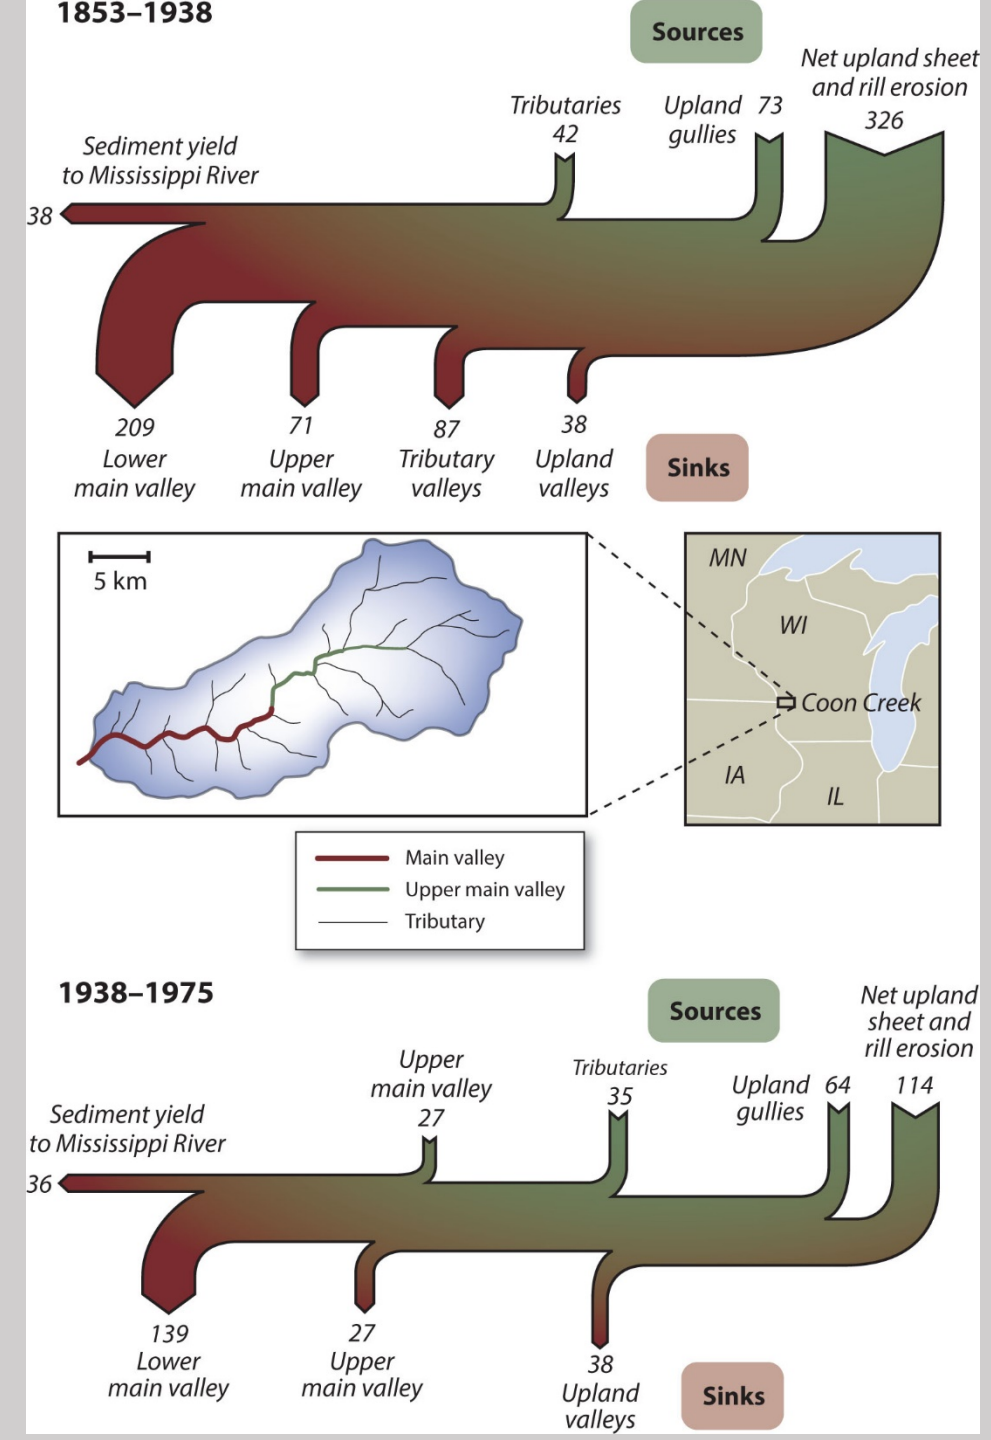 1853–1938
Sources
Net upland sheet
and rill erosion
326
Tributaries
42
Upland
gullies
73
Sediment yield
to Mississippi River
38
209
Lower
main valley
71
Upper
main valley
87
Tributary
valleys
38
Upland
valleys
Sinks
5 km
MN
WI
Coon Creek
IA
IL
Main valley
Upper main valley
Tributary
1938–1975
Sources
Net upland
sheet and
rill erosion
114
Upper
main valley
27
Tributaries
35
Upland
gullies
64
Sediment yield
to Mississippi River
36
139
Lower
main valley
27
Upper
main valley
38
Upland
valleys
Sinks